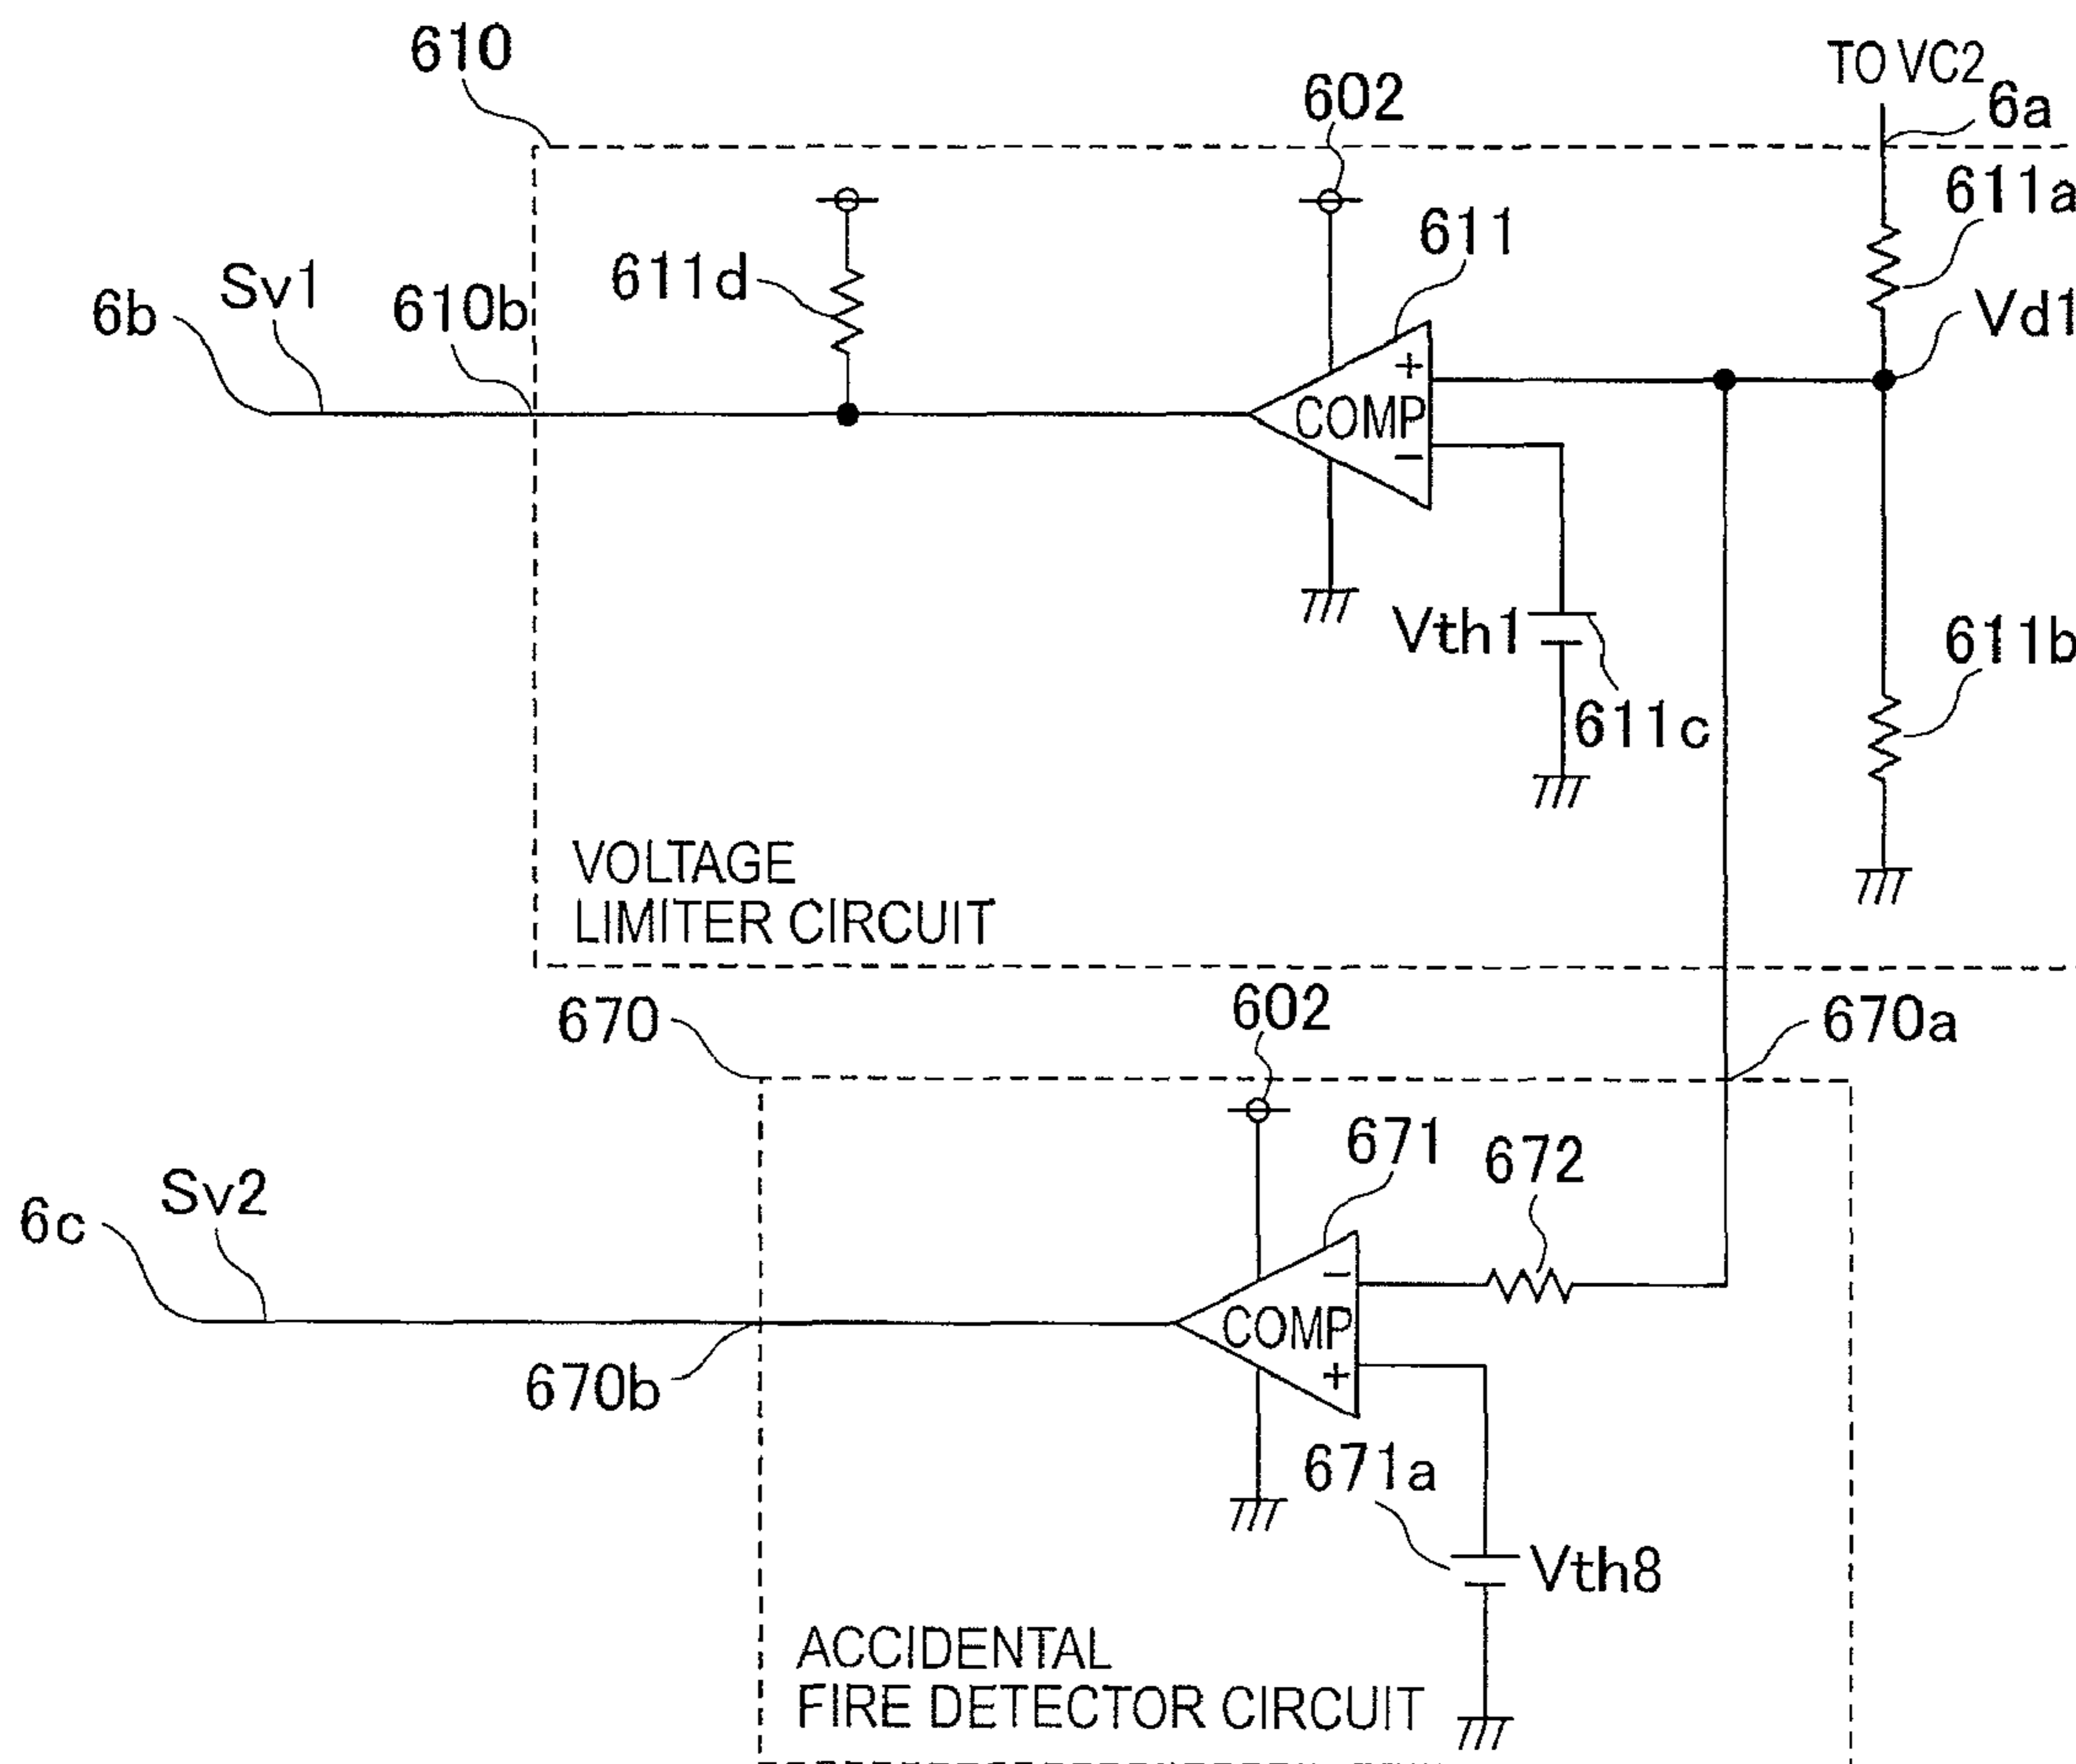 610
TO VC2
602
6a
611a
611
Sv1
611d
6b
610b
Vd1
+
COMP
−
Vth1
611b
611c
VOLTAGE
LIMITER CIRCUIT
670
602
670a
671
672
Sv2
6c
−
COMP
+
670b
671a
Vth8
ACCIDENTAL
FIRE DETECTOR CIRCUIT